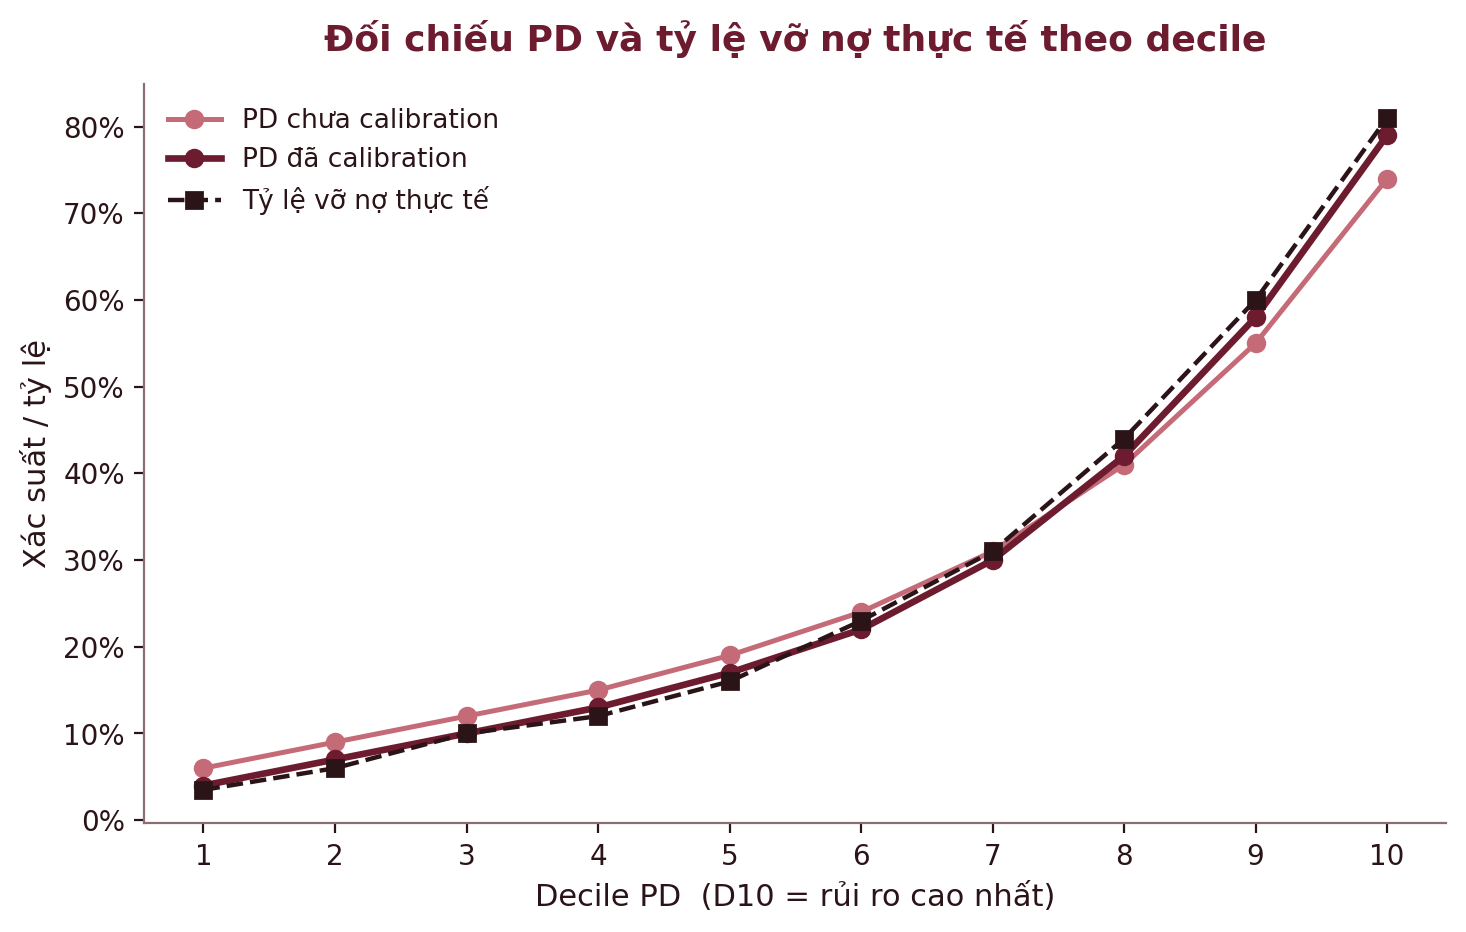 Đối chiếu PD và tỷ lệ vỡ nợ thực tế theo decile
PD chưa calibration
PD đã calibration
Tỷ lệ vỡ nợ thực tế
Xác suất / tỷ lệ
80%
70%
60%
50%
40%
30%
20%
10%
0%
1 2 3 4 5 6 7 8 9 10
Decile PD (D10 = rủi ro cao nhất)